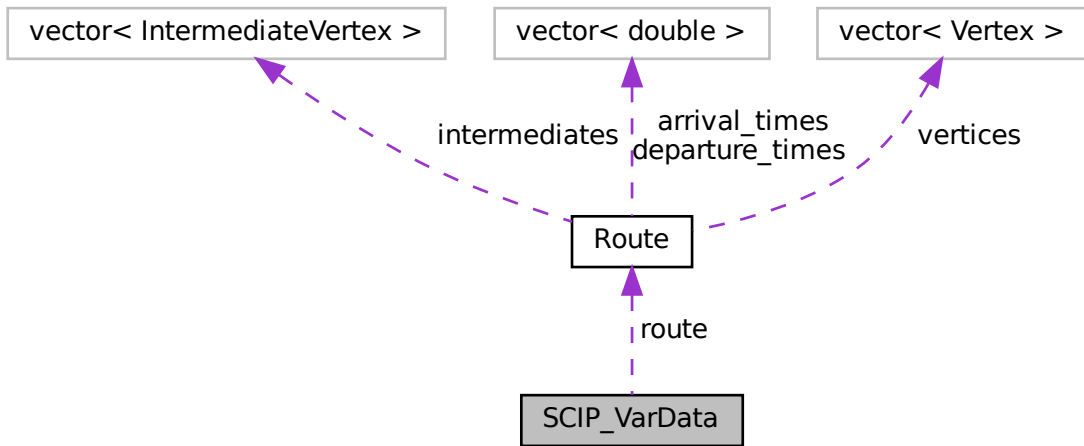 vector< IntermediateVertex >
vector< double >
vector< Vertex >
intermediates
arrival_times
departure_times
vertices
Route
route
SCIP_VarData